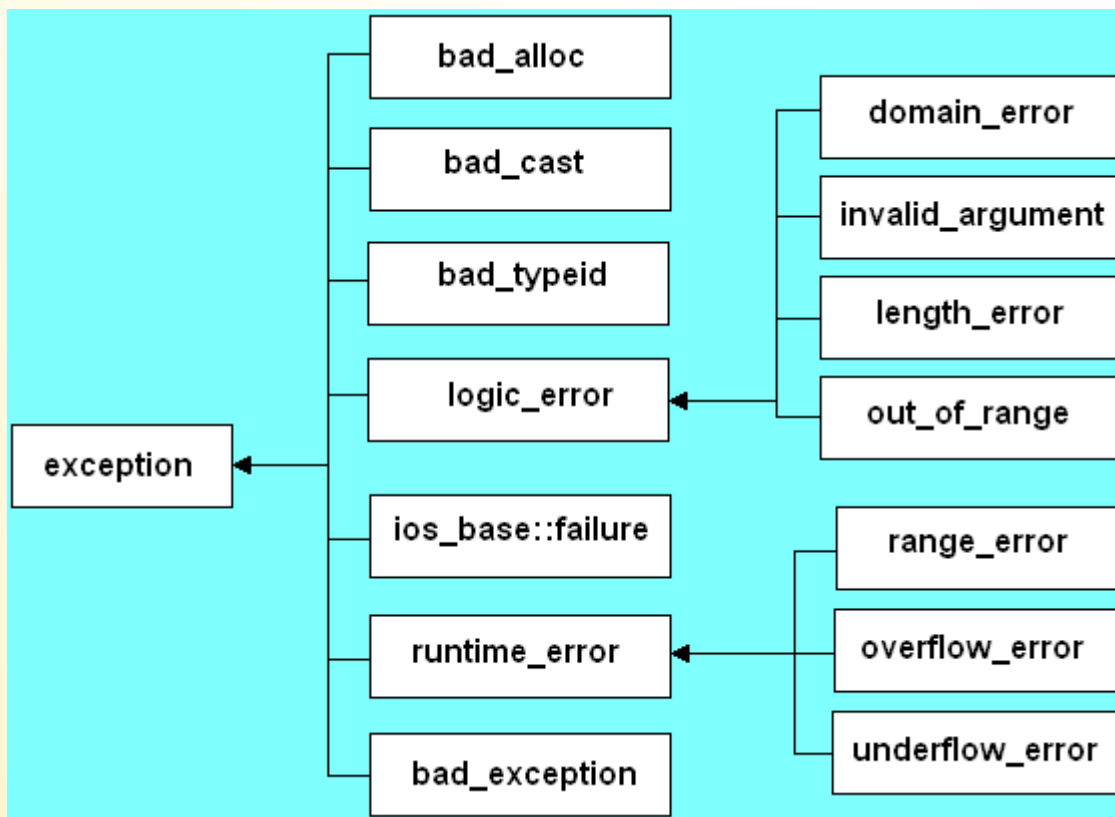 exception
bad_alloc
bad_cast
bad_typeid
logic_error
ios_base::failure
runtime_error
bad_exception
domain_error
invalid_argument
length_error
out_of_range
range_error
overflow_error
underflow_error